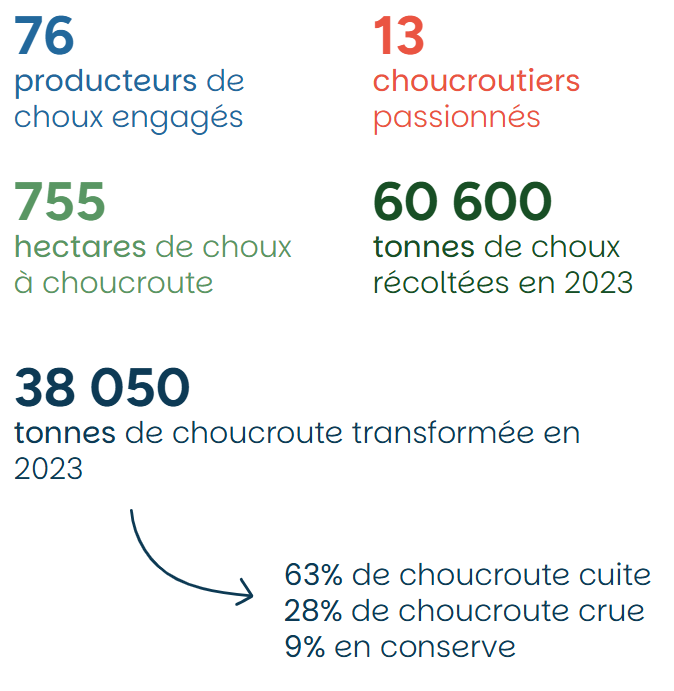 76
producteurs de
choux engagés
13
choucroutiers
passionnés
755
hectares de choux
à choucroute
60 600
tonnes de choux
récoltées en 2023
38 050
tonnes de choucroute transformée en
2023
63% de choucroute cuite
28% de choucroute crue
9% en conserve